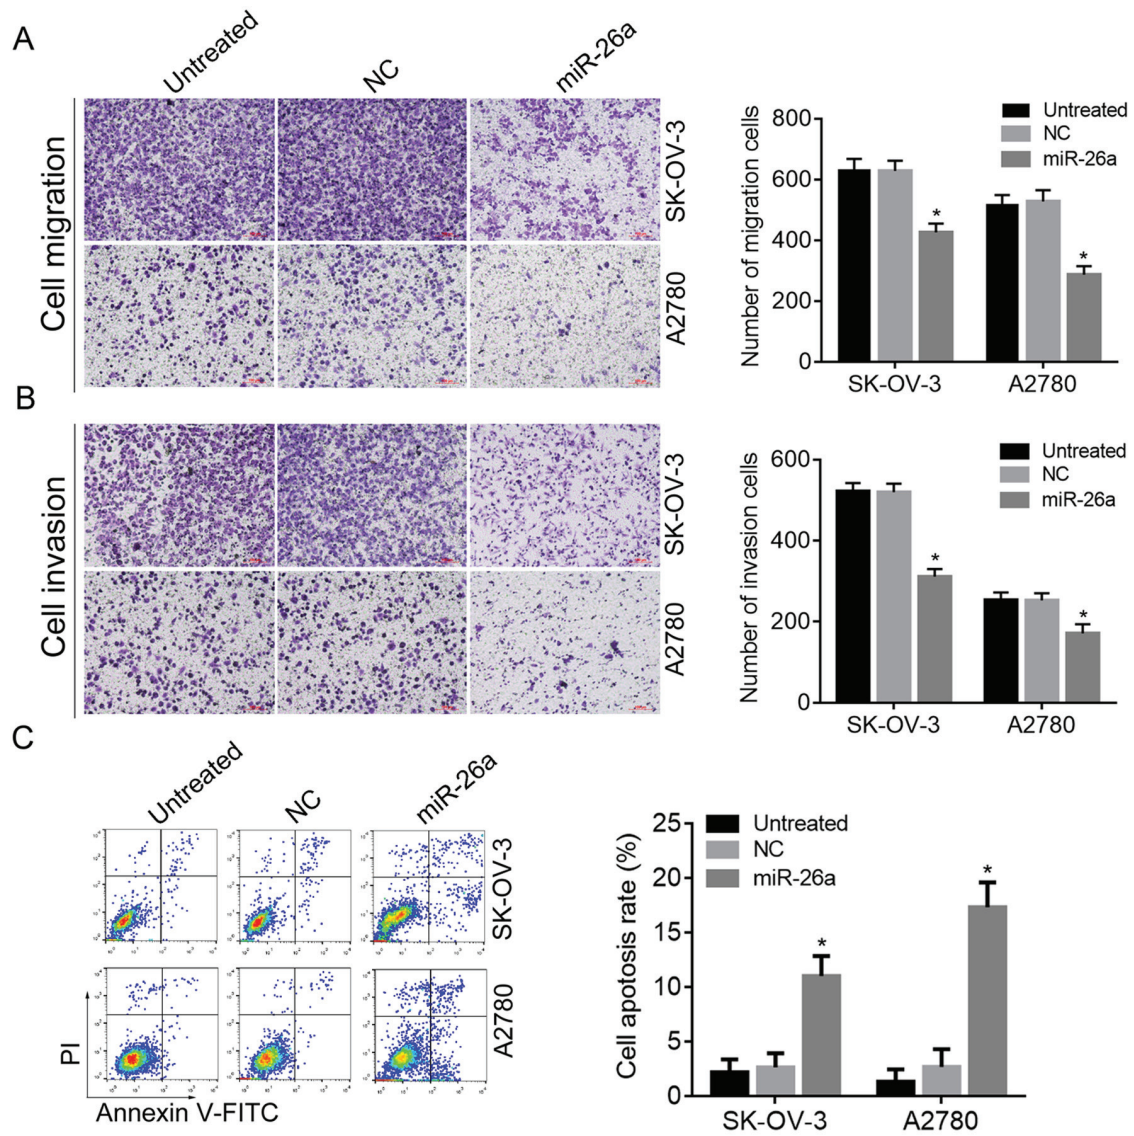 A
Untreated
NC
miR-26a
Cell migration
SK-OV-3
A2780
Number of migration cells
800
600
400
200
0
Untreated
NC
miR-26a
*
*
SK-OV-3
A2780
B
Cell invasion
SK-OV-3
A2780
Number of invasion cells
600
400
200
0
Untreated
NC
miR-26a
*
*
SK-OV-3
A2780
C
Untreated
NC
miR-26a
SK-OV-3
A2780
PI
Annexin V-FITC
Cell apotosis rate (%)
25
20
15
10
5
0
Untreated
NC
miR-26a
*
*
SK-OV-3
A2780